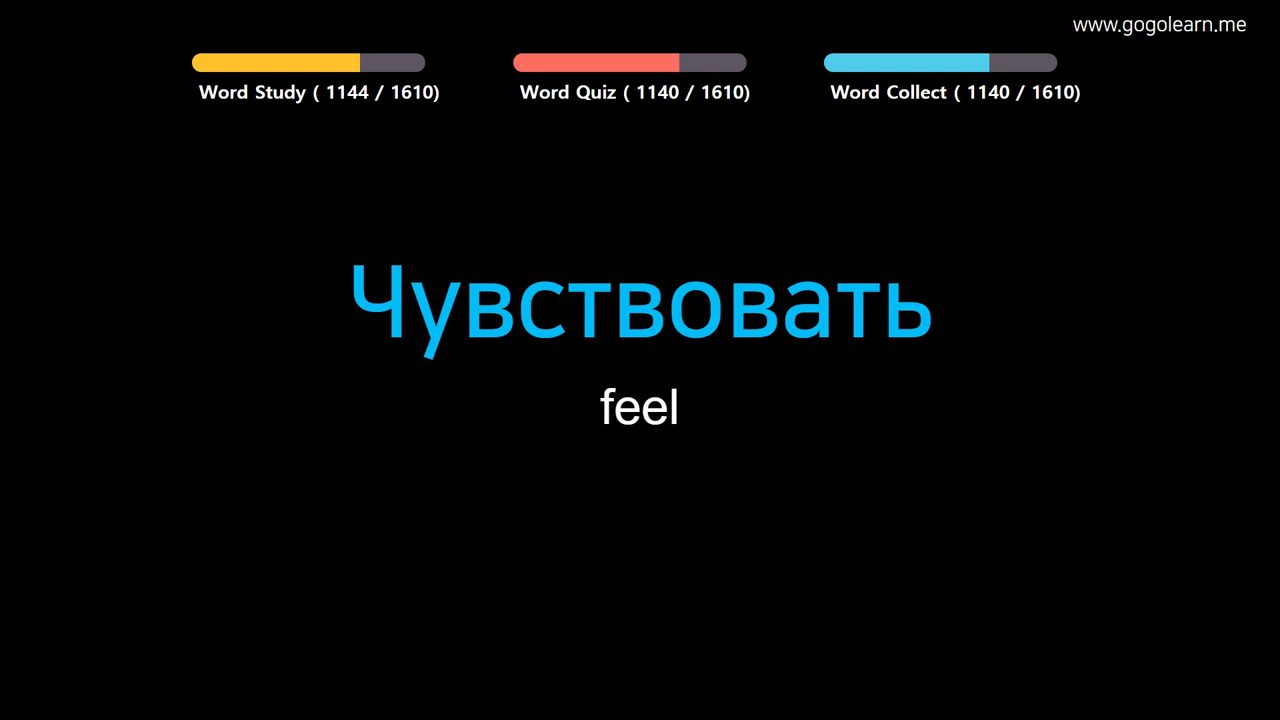 www.gogolearn.me
Word Study ( 1144 / 1610)
Word Quiz ( 1140 / 1610)
Word Collect ( 1140 / 1610)
Чувствовать
feel